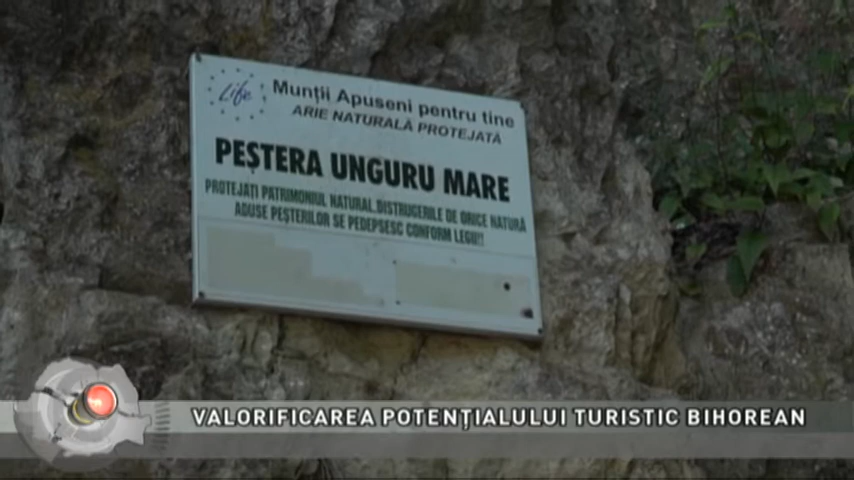 Life
Munții Apuseni pentru tine
ARIE NATURALĂ PROTEJATĂ
PEȘTERA UNGURU MARE
PROTEJAȚI PATRIMONIUL NATURAL.DISTRUGERILE DE ORICE NATURĂ
ADUSE PEȘTERILOR SE PEDEPSESC CONFORM LEGII!!
VALORIFICAREA POTENȚIALULUI TURISTIC BIHOREAN